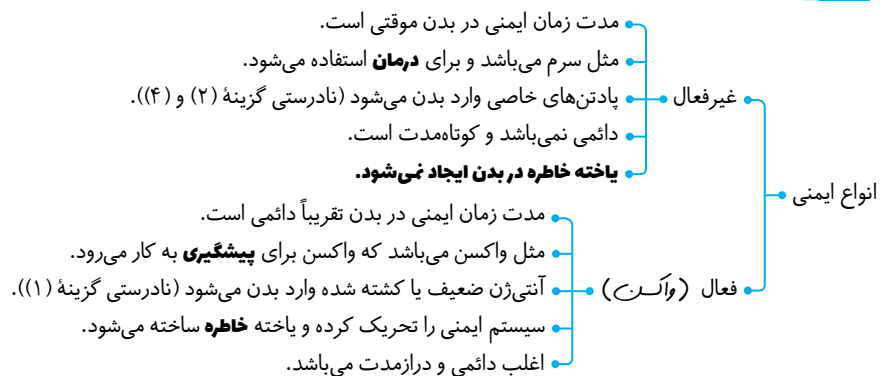 مدت زمان ایمنی در بدن موقتی است.
مثل سرم می‌باشد و برای درمان استفاده می‌شود.
غیرفعال
پادتن‌های خاصی وارد بدن می‌شود (نادرستی گزینهٔ (۲) و (۴)).
دائمی نمی‌باشد و کوتاه‌مدت است.
یاخته خاطره در بدن ایجاد نمی‌شود.
انواع ایمنی
مدت زمان ایمنی در بدن تقریباً دائمی است.
مثل واکسن می‌باشد که واکسن برای پیشگیری به کار می‌رود.
فعال (واکسن)
آنتی‌ژن ضعیف یا کشته شده وارد بدن می‌شود (نادرستی گزینهٔ (۱)).
سیستم ایمنی را تحریک کرده و یاخته خاطره ساخته می‌شود.
اغلب دائمی و درازمدت می‌باشد.